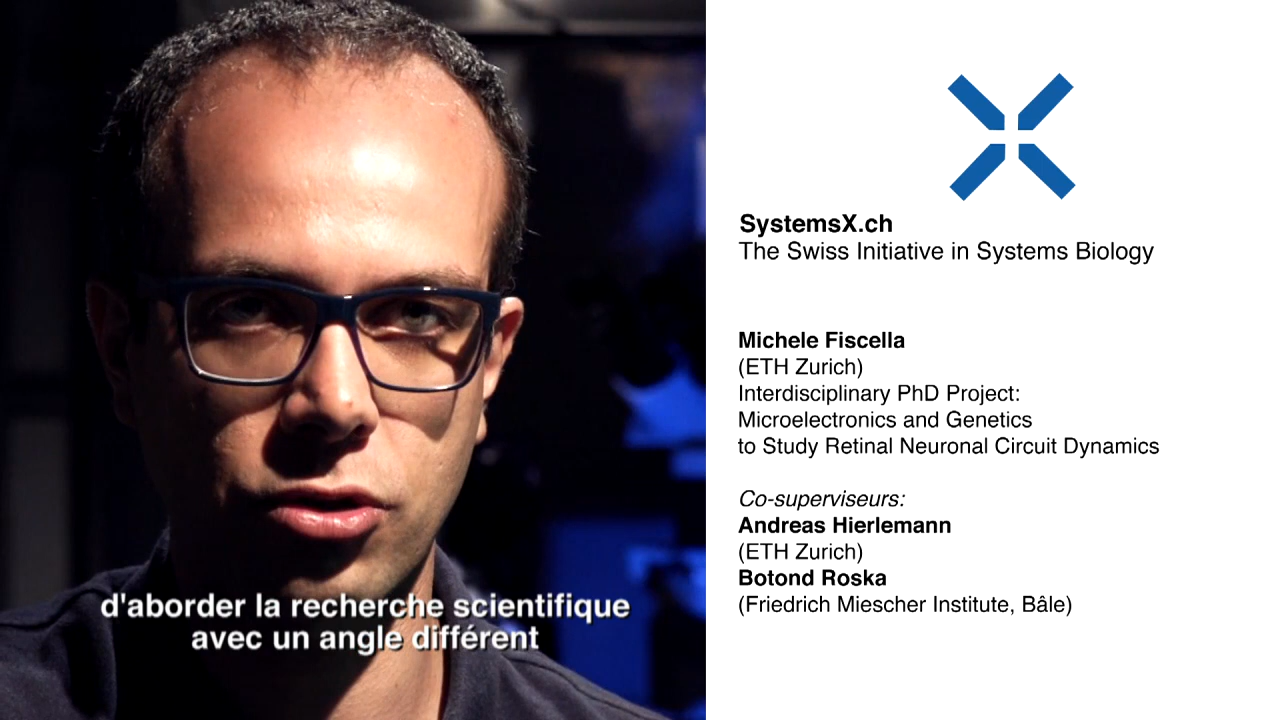 d'aborder la recherche scientifique
avec un angle différent
SystemsX.ch
The Swiss Initiative in Systems Biology
Michele Fiscella
(ETH Zurich)
Interdisciplinary PhD Project:
Microelectronics and Genetics
to Study Retinal Neuronal Circuit Dynamics
Co-superviseurs:
Andreas Hierlemann
(ETH Zurich)
Botond Roska
(Friedrich Miescher Institute, Bâle)